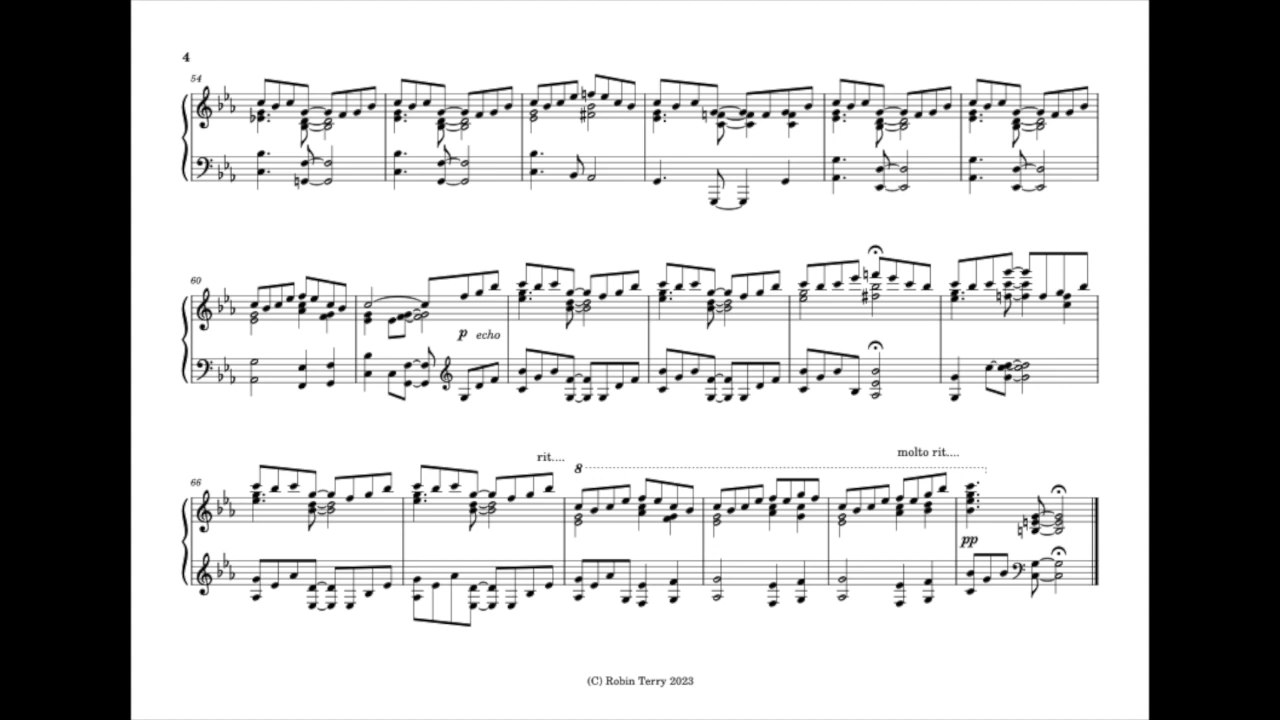 4
54
60
p echo
66
rit....
8
molto rit....
pp
(C) Robin Terry 2023